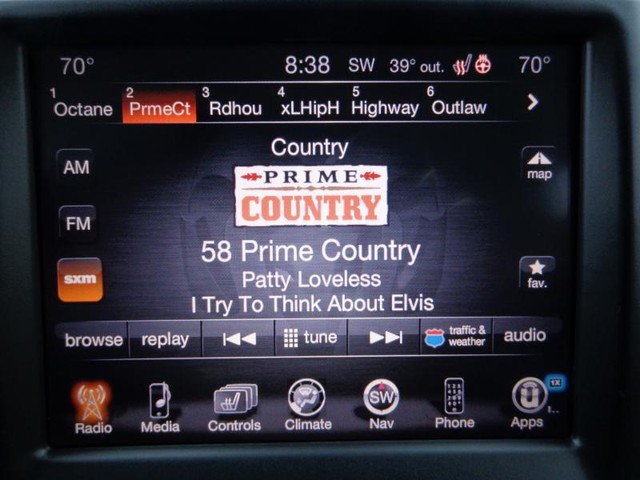 70° 8:38 SW 39° out. 70°
1 Octane 2 PrmeCt 3 Rdhou 4 xLHipH 5 Highway 6 Outlaw
Country
AM
map
PRIME
COUNTRY
FM
58 Prime Country
Patty Loveless
sxm
fav.
I Try To Think About Elvis
browse replay tune traffic & weather audio
SW
1X
Radio Media Controls Climate Nav Phone Apps